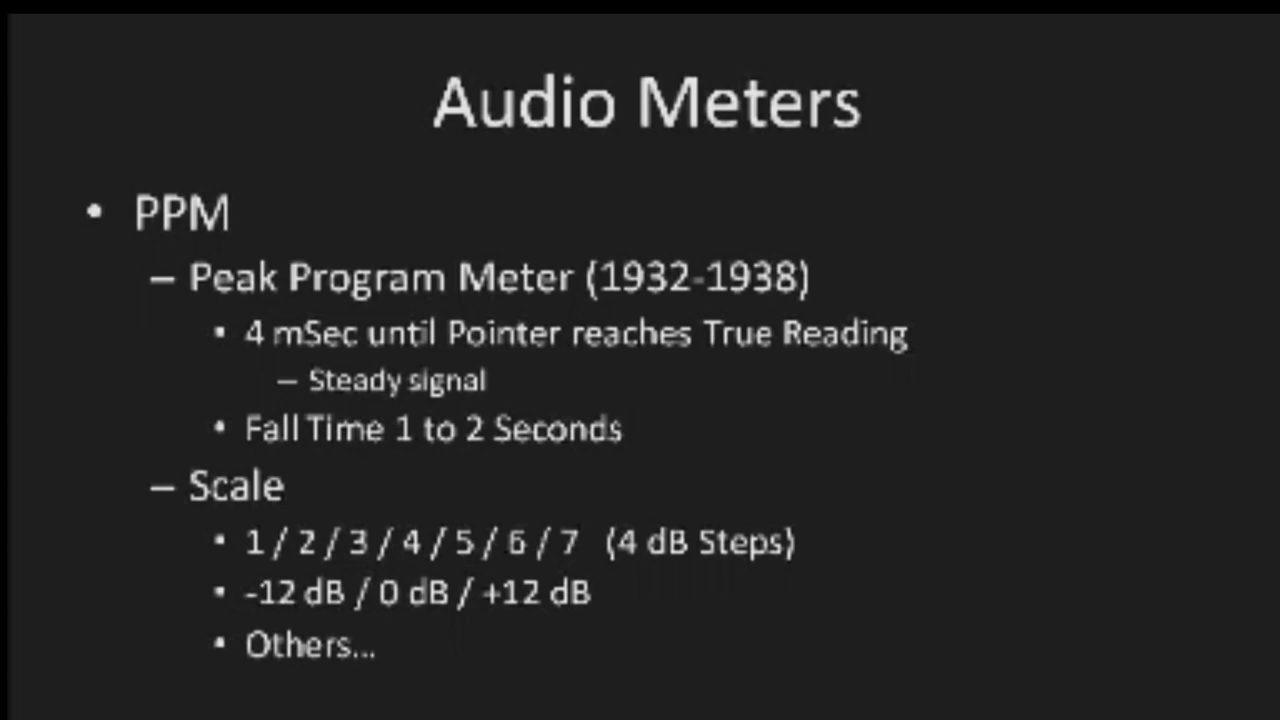 Audio Meters
• PPM
– Peak Program Meter (1932-1938)
▪ 4 mSec until Pointer reaches True Reading
– Steady signal
▪ Fall Time 1 to 2 Seconds
– Scale
▪ 1 / 2 / 3 / 4 / 5 / 6 / 7 (4 dB Steps)
▪ -12 dB / 0 dB / +12 dB
▪ Others...